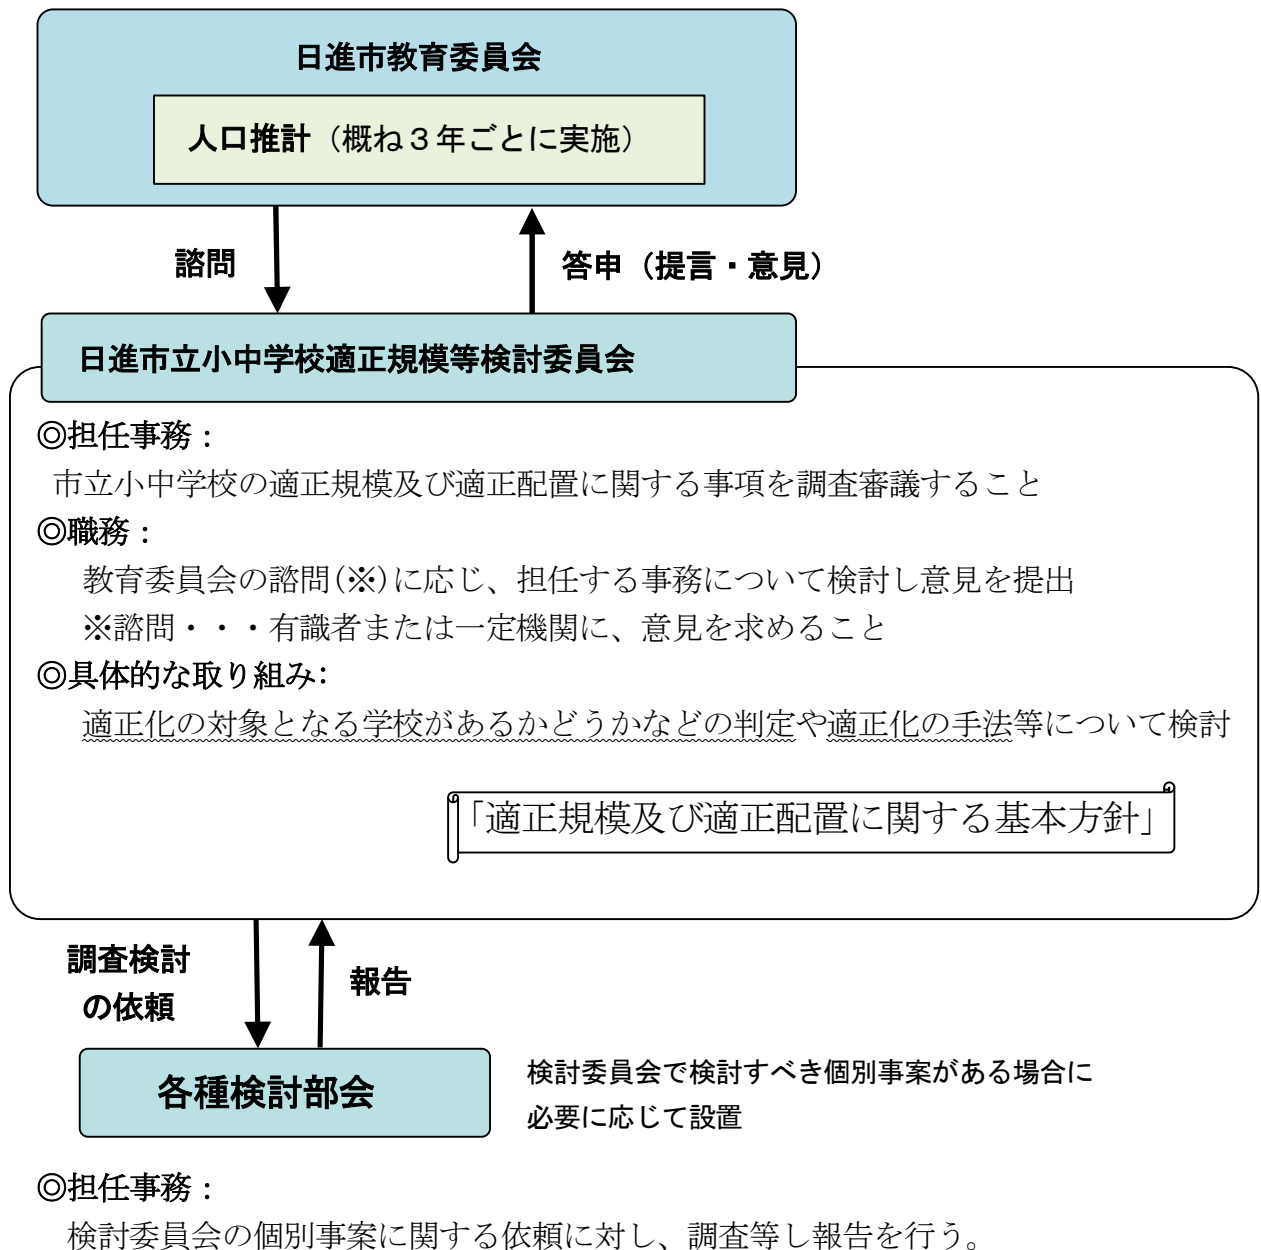 日進市教育委員会
人口推計（概ね３年ごとに実施）
諮問
答申（提言・意見）
日進市立小中学校適正規模等検討委員会
◎担任事務：
市立小中学校の適正規模及び適正配置に関する事項を調査審議すること
◎職務：
教育委員会の諮問(※)に応じ、担任する事務について検討し意見を提出
※諮問・・・有識者または一定機関に、意見を求めること
◎具体的な取り組み:
適正化の対象となる学校があるかどうかなどの判定や適正化の手法等について検討
「適正規模及び適正配置に関する基本方針」
調査検討
の依頼
報告
各種検討部会
検討委員会で検討すべき個別事案がある場合に
必要に応じて設置
◎担任事務：
検討委員会の個別事案に関する依頼に対し、調査等し報告を行う。